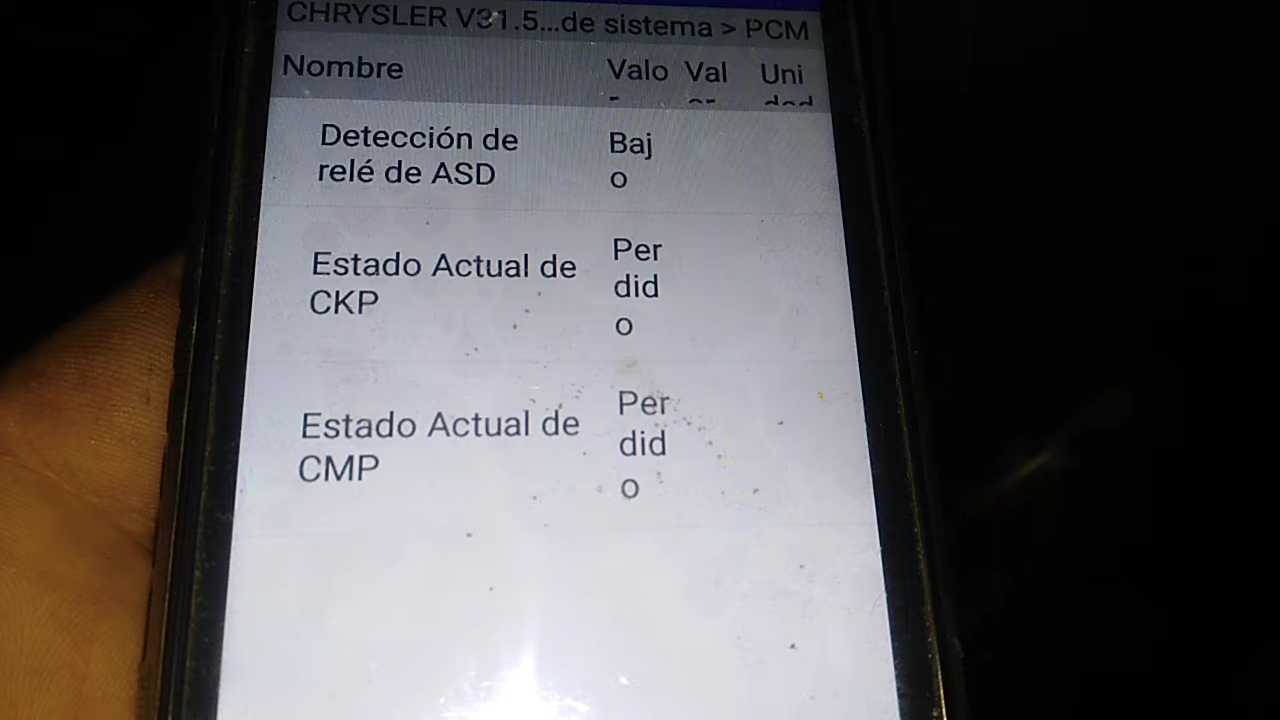 CHRYSLER V31.5...de sistema > PCM
Nombre Valo Val Uni
Detección de Baj
relé de ASD o
Estado Actual de Per
CKP did
o
Estado Actual de Per
CMP did
o